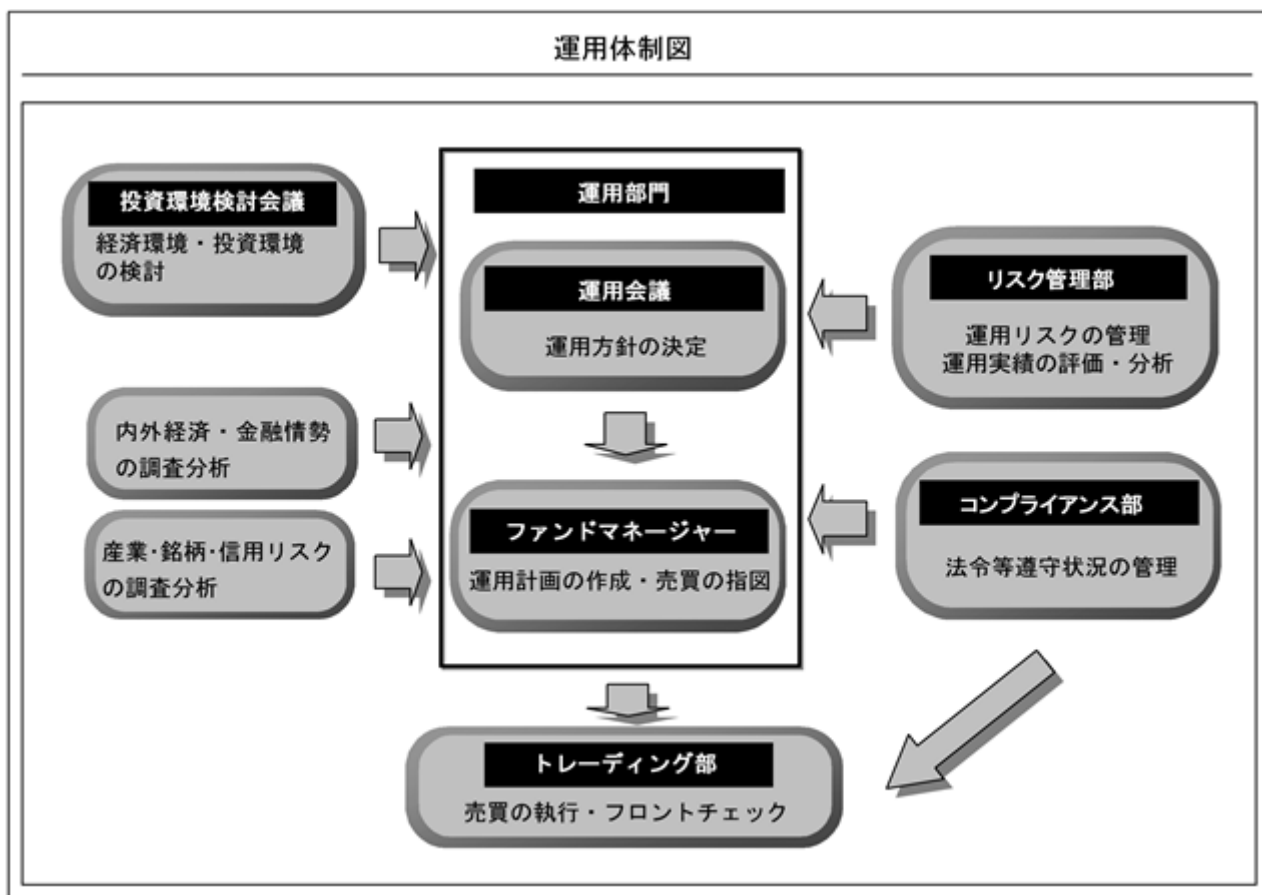 運用体制図
投資環境検討会議
経済環境・投資環境
の検討
内外経済・金融情勢
の調査分析
産業・銘柄・信用リスク
の調査分析
運用部門
運用会議
運用方針の決定
ファンドマネージャー
運用計画の作成・売買の指図
リスク管理部
運用リスクの管理
運用実績の評価・分析
コンプライアンス部
法令等遵守状況の管理
トレーディング部
売買の執行・フロントチェック